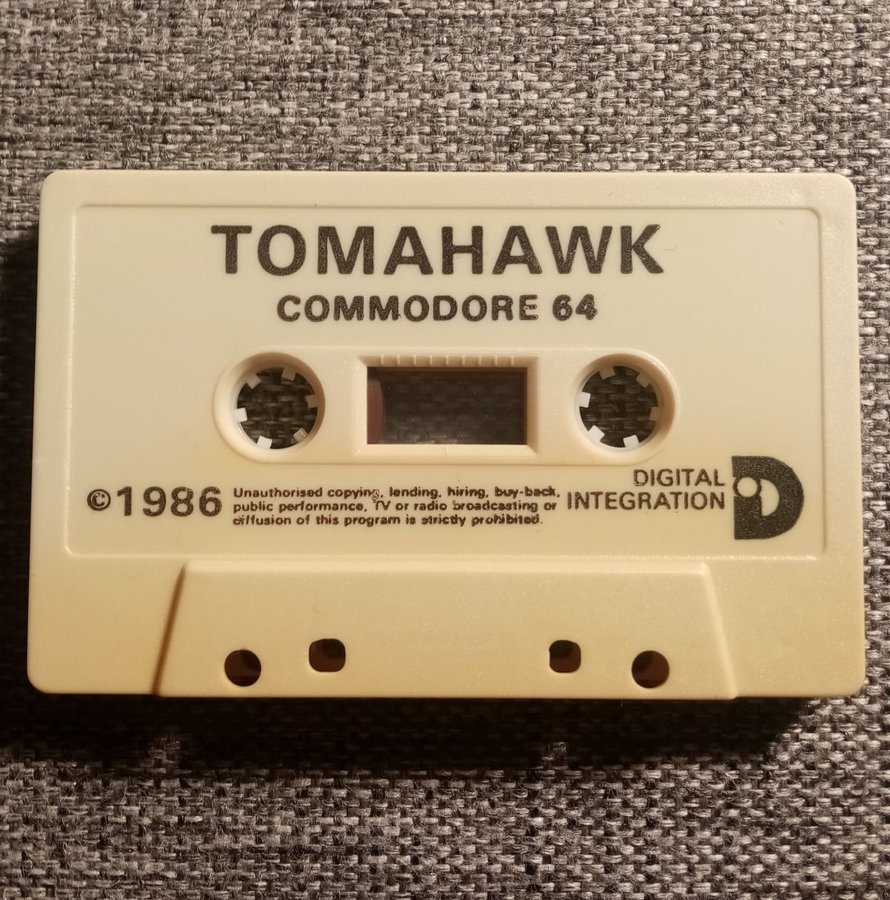 TOMAHAWK
COMMODORE 64
©1986
Unauthorised copying, lending, hiring, buy-back,
public performance, TV or radio broadcasting or
diffusion of this program is strictly prohibited.
DIGITAL
INTEGRATION